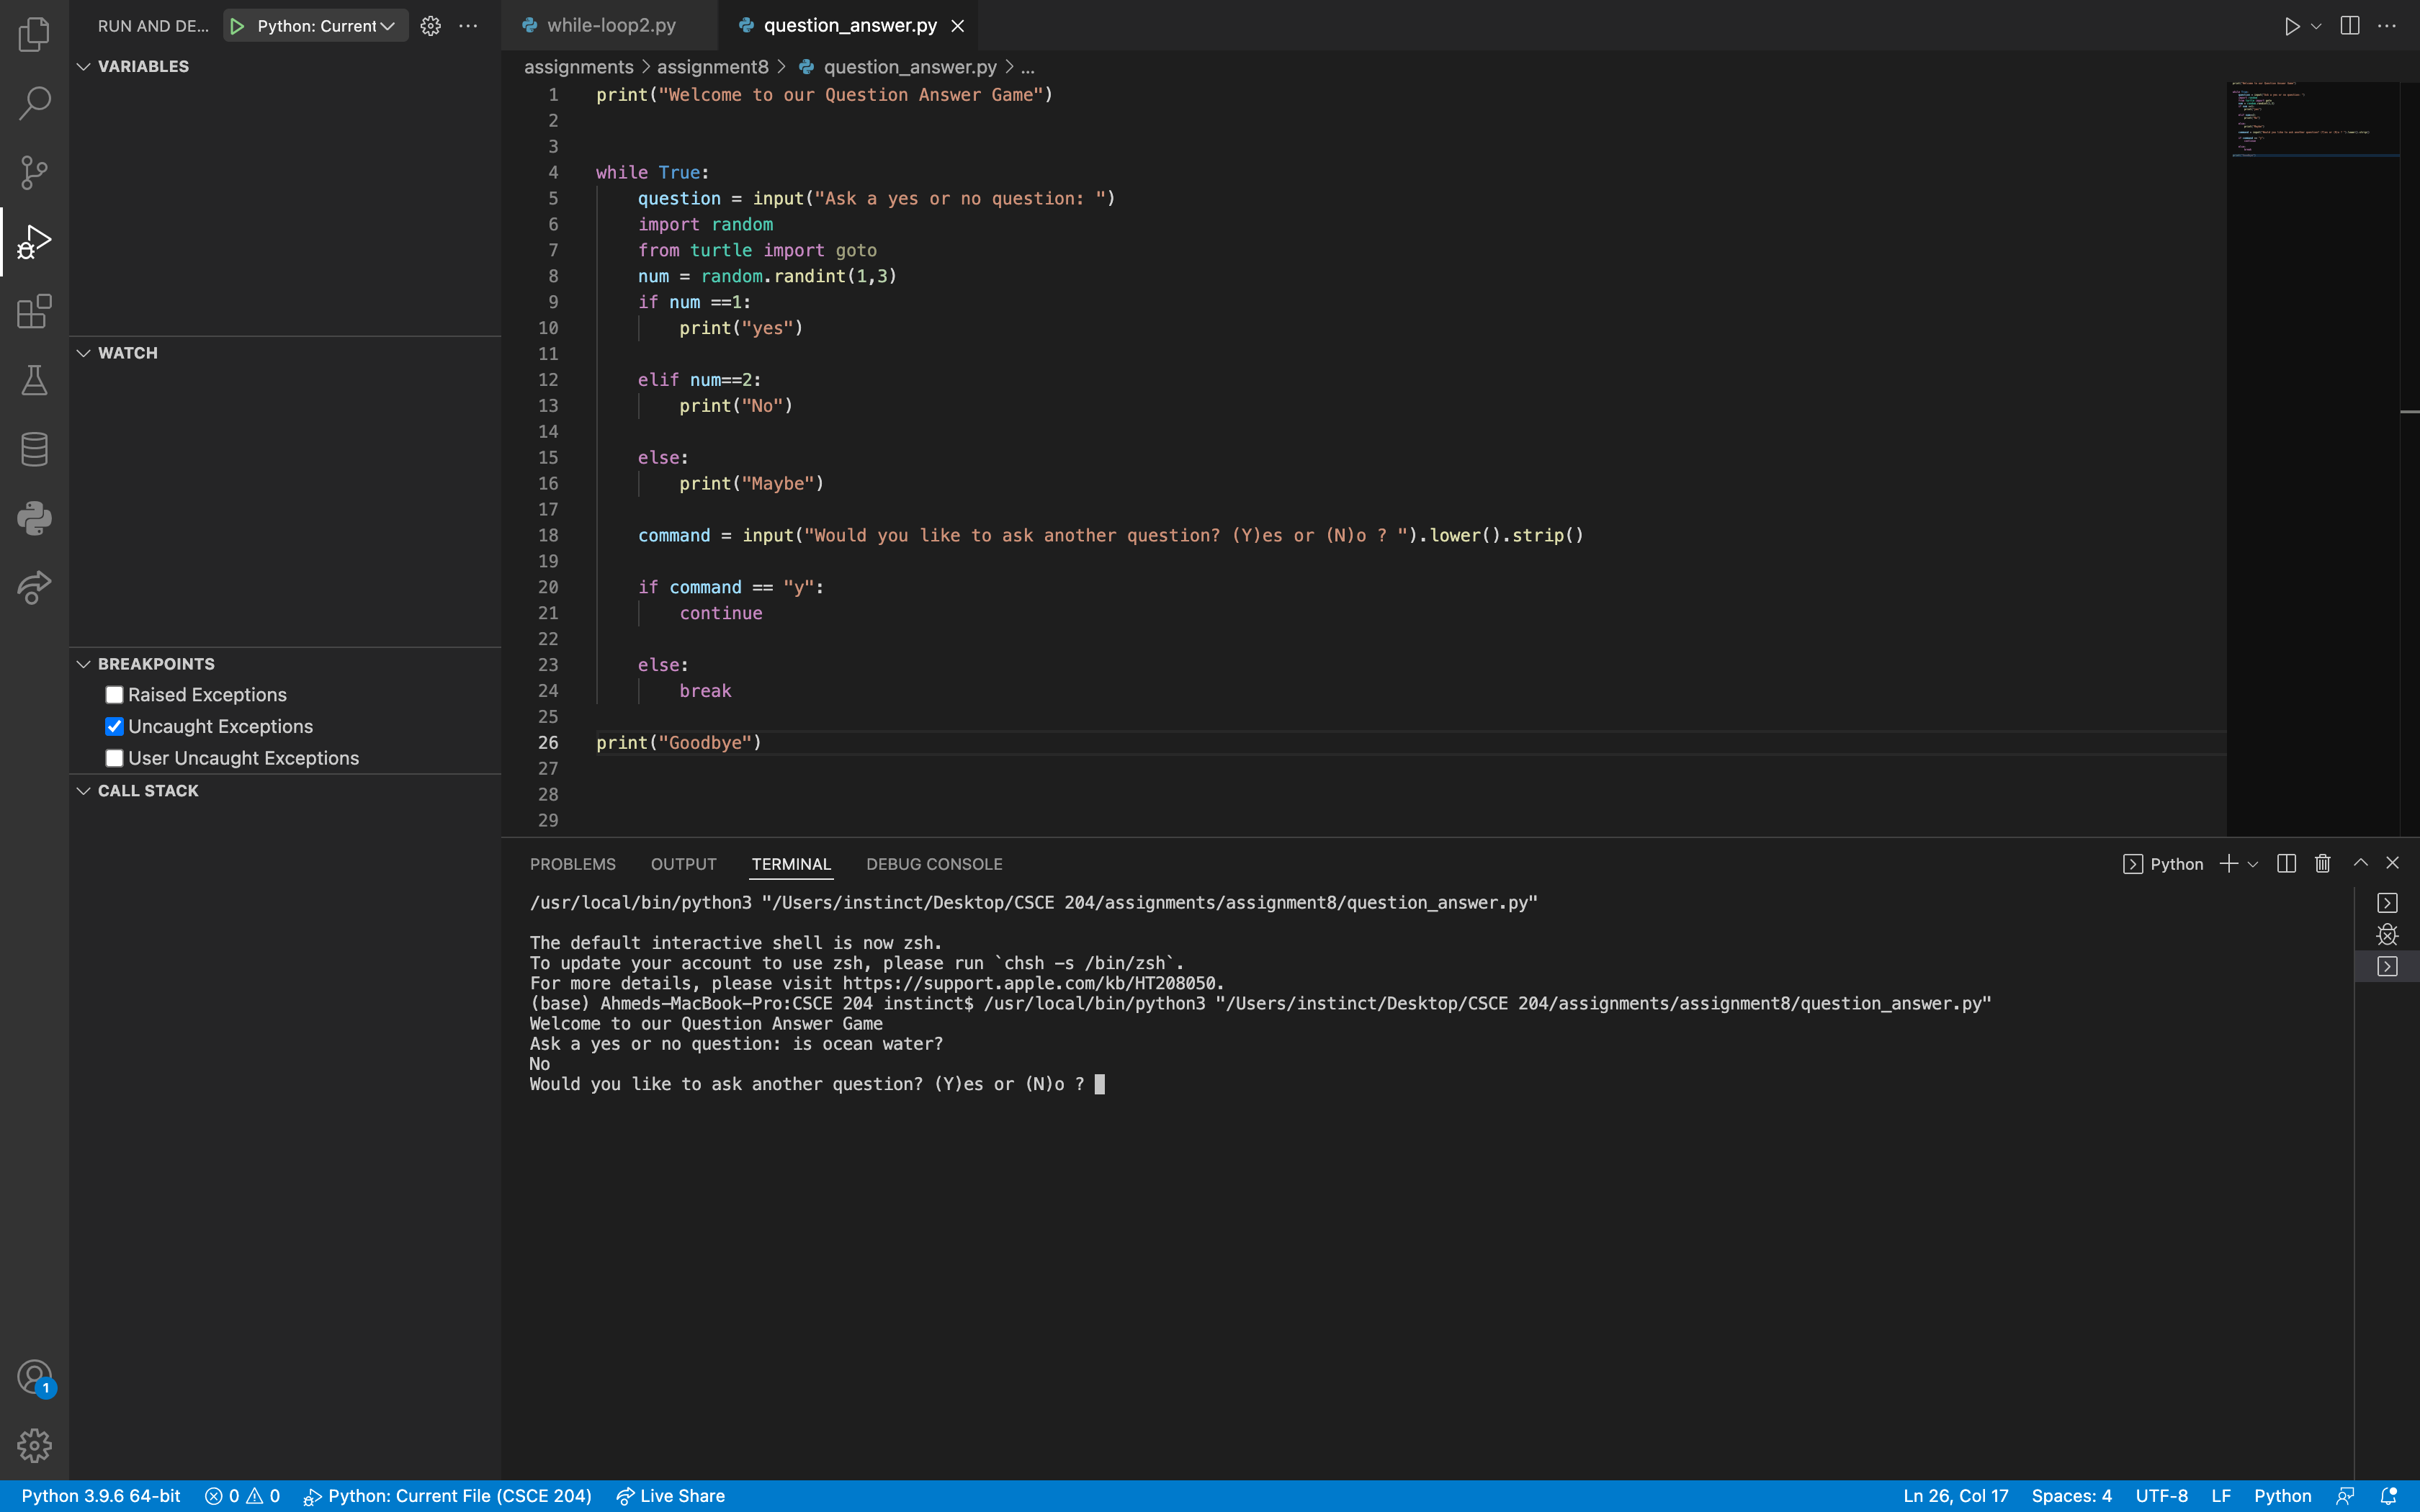 RUN AND DE...
Python: Current
VARIABLES
WATCH
BREAKPOINTS
Raised Exceptions
Uncaught Exceptions
User Uncaught Exceptions
CALL STACK
1
while-loop2.py
question_answer.py
assignments > assignment8 > question_answer.py > ...
1 print("Welcome to our Question Answer Game")
2
3
4 while True:
5 question = input("Ask a yes or no question: ")
6 import random
7 from turtle import goto
8 num = random.randint(1,3)
9 if num ==1:
10 print("yes")
11
12 elif num==2:
13 print("No")
14
15 else:
16 print("Maybe")
17
18 command = input("Would you like to ask another question? (Y)es or (N)o ? ").lower().strip()
19
20 if command == "y":
21 continue
22
23 else:
24 break
25
26 print("Goodbye")
27
28
29
PROBLEMS OUTPUT TERMINAL DEBUG CONSOLE
Python
/usr/local/bin/python3 "/Users/instinct/Desktop/CSCE 204/assignments/assignment8/question_answer.py"
The default interactive shell is now zsh.
To update your account to use zsh, please run `chsh -s /bin/zsh`.
For more details, please visit https://support.apple.com/kb/HT208050.
(base) Ahmeds-MacBook-Pro:CSCE 204 instinct$ /usr/local/bin/python3 "/Users/instinct/Desktop/CSCE 204/assignments/assignment8/question_answer.py"
Welcome to our Question Answer Game
Ask a yes or no question: is ocean water?
No
Would you like to ask another question? (Y)es or (N)o ?
Python 3.9.6 64-bit 0 0 Python: Current File (CSCE 204) Live Share Ln 26, Col 17 Spaces: 4 UTF-8 LF Python